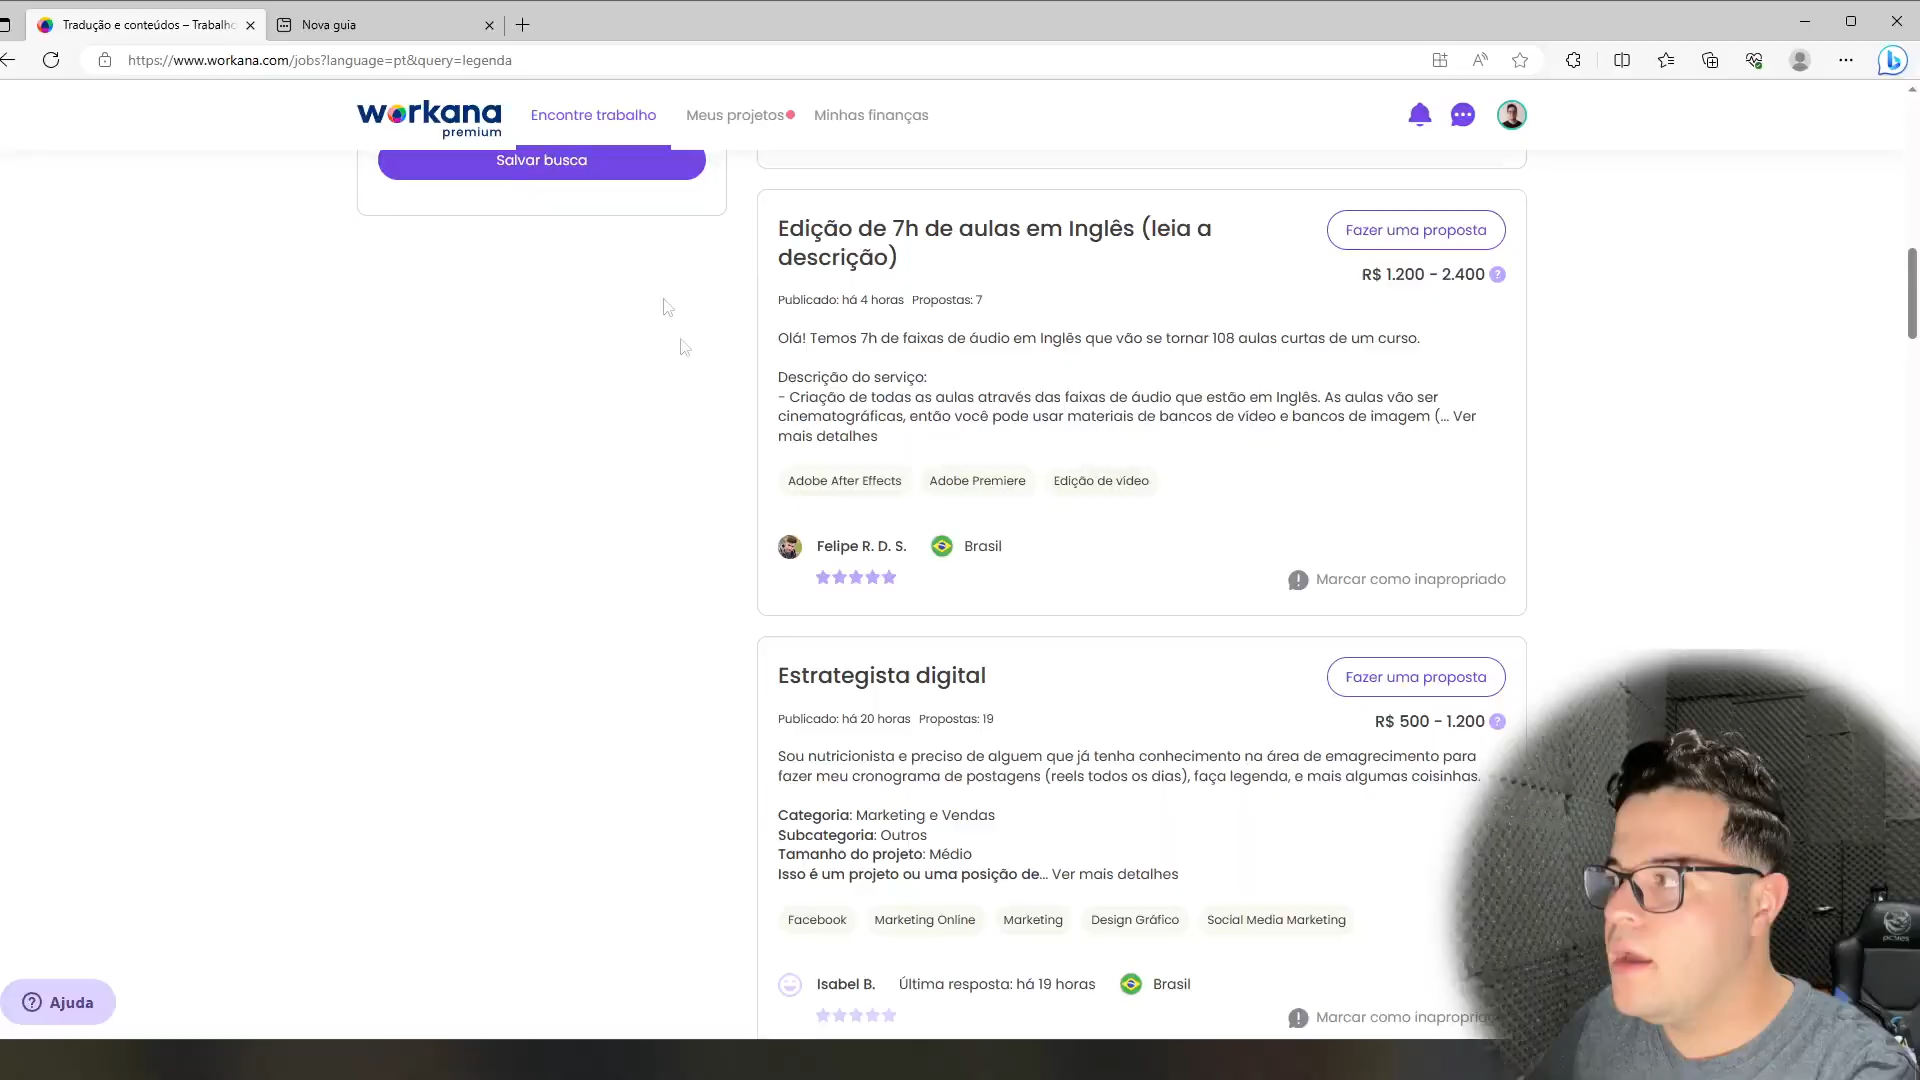 Tradução e conteúdos – Trabalho
Nova guia
https://www.workana.com/jobs?language=pt&query=legenda
workana
premium
Encontre trabalho
Meus projetos
Minhas finanças
Salvar busca
Edição de 7h de aulas em Inglês (leia a
descrição)
Fazer uma proposta
R$ 1.200 - 2.400 ?
Publicado: há 4 horas Propostas: 7
Olá! Temos 7h de faixas de áudio em Inglês que vão se tornar 108 aulas curtas de um curso.
Descrição do serviço:
- Criação de todas as aulas através das faixas de áudio que estão em Inglês. As aulas vão ser
cinematográficas, então você pode usar materiais de bancos de vídeo e bancos de imagem (... Ver
mais detalhes
Adobe After Effects
Adobe Premiere
Edição de vídeo
Felipe R. D. S.
Brasil
Marcar como inapropriado
Estrategista digital
Fazer uma proposta
R$ 500 - 1.200 ?
Publicado: há 20 horas Propostas: 19
Sou nutricionista e preciso de alguem que já tenha conhecimento na área de emagrecimento para
fazer meu cronograma de postagens (reels todos os dias), faça legenda, e mais algumas coisinhas.
Categoria: Marketing e Vendas
Subcategoria: Outros
Tamanho do projeto: Médio
Isso é um projeto ou uma posição de... Ver mais detalhes
Facebook
Marketing Online
Marketing
Design Gráfico
Social Media Marketing
Isabel B.
Última resposta: há 19 horas
Brasil
Marcar como inapropri
Ajuda
pcyes